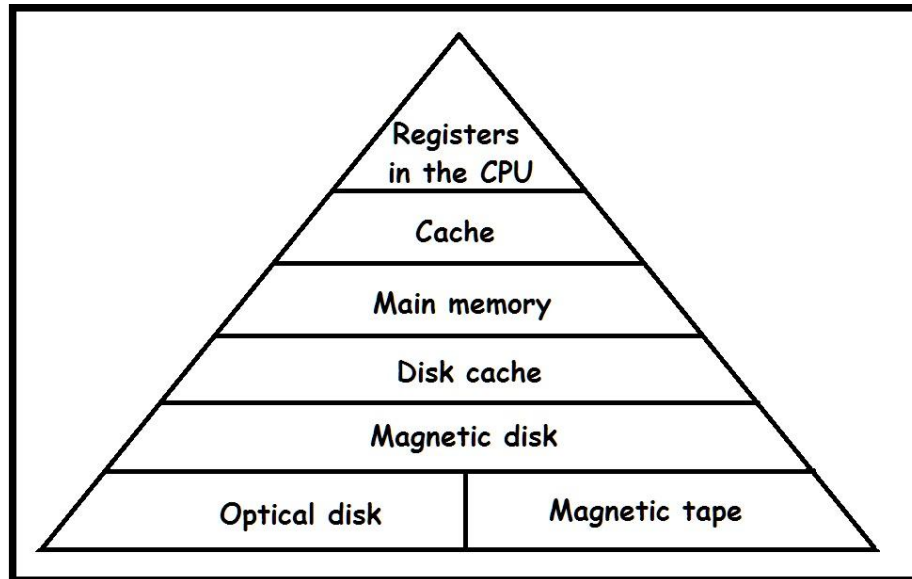 Registers
in the CPU
Cache
Main memory
Disk cache
Magnetic disk
Optical disk
Magnetic tape